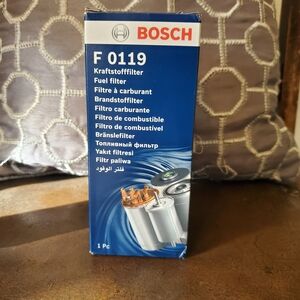 BOSCH
F 0119
Kraftstofffilter
Fuel filter
Filtre à carburant
Brandstoffilter
Filtro carburante
Filtro de combustible
Filtro de combustível
Bränslefilter
Топливный фильтр
Yakıt filtresi
Filtr paliwa
فلتر الوقود
1 Pc